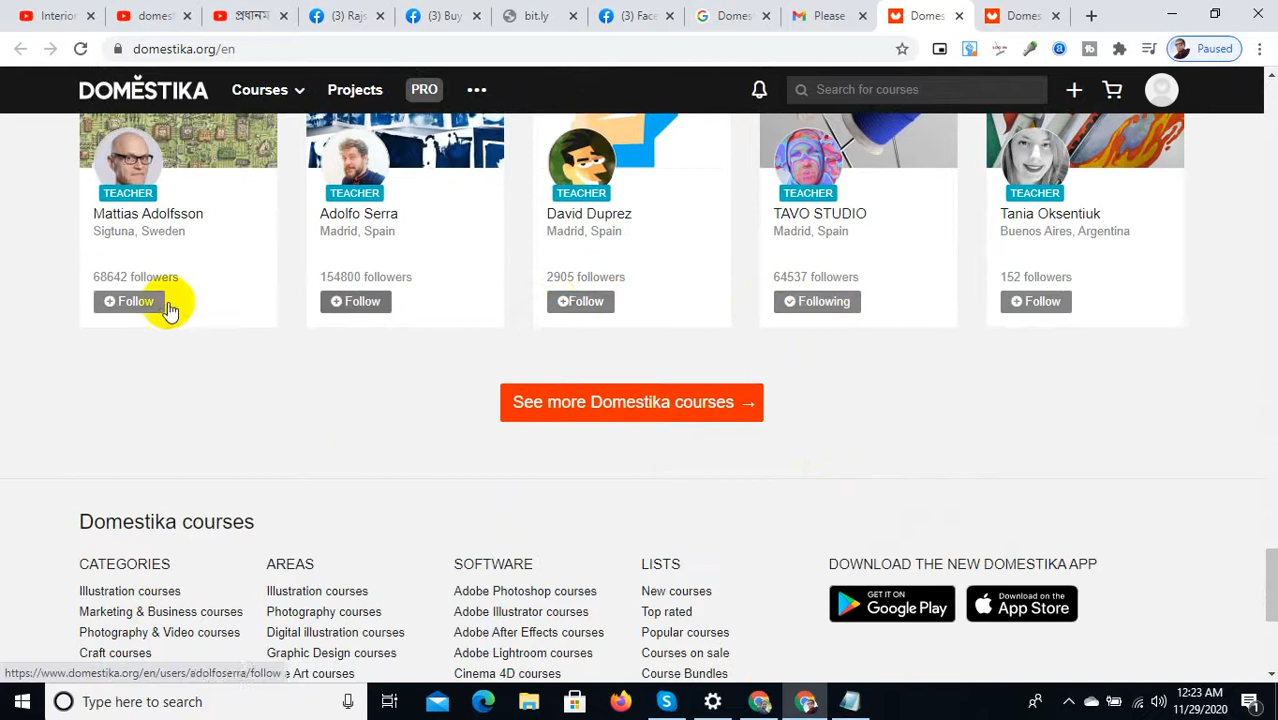 Interior
domest
প্রধানম
(3) Rajs
(3) Buy
bit.ly
(3) Face
Domes
Please
Domes
Domes
domestika.org/en
Paused
DOMESTIKA Courses Projects PRO ••• Search for courses
TEACHER TEACHER TEACHER TEACHER TEACHER
Mattias Adolfsson Adolfo Serra David Duprez TAVO STUDIO Tania Oksentiuk
Sigtuna, Sweden Madrid, Spain Madrid, Spain Madrid, Spain Buenos Aires, Argentina
68642 followers 154800 followers 2905 followers 64537 followers 152 followers
Follow Follow Follow Following Follow
See more Domestika courses →
Domestika courses
CATEGORIES AREAS SOFTWARE LISTS DOWNLOAD THE NEW DOMESTIKA APP
Illustration courses Illustration courses Adobe Photoshop courses New courses
GET IT ON Download on the
Google Play App Store
Marketing & Business courses Photography courses Adobe Illustrator courses Top rated
Photography & Video courses Digital illustration courses Adobe After Effects courses Popular courses
Craft courses Graphic Design courses Adobe Lightroom courses Courses on sale
https://www.domestika.org/en/users/adolfoserra/follow ne Art courses Cinema 4D courses Course Bundles
Type here to search
12:23 AM
11/29/2020